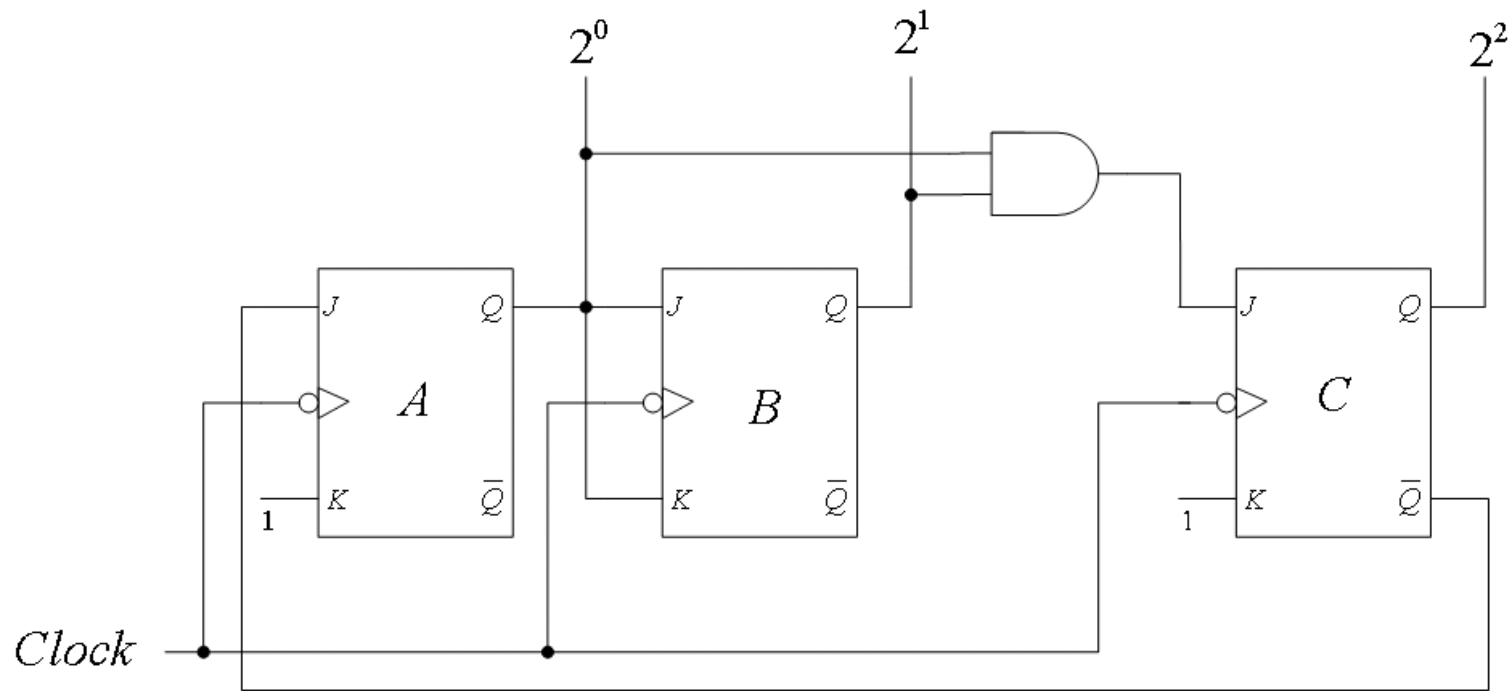 2⁰ 2¹ 2²
J Q J Q J Q
A B C
K Q̅ K Q̅ K Q̅
1 1
Clock